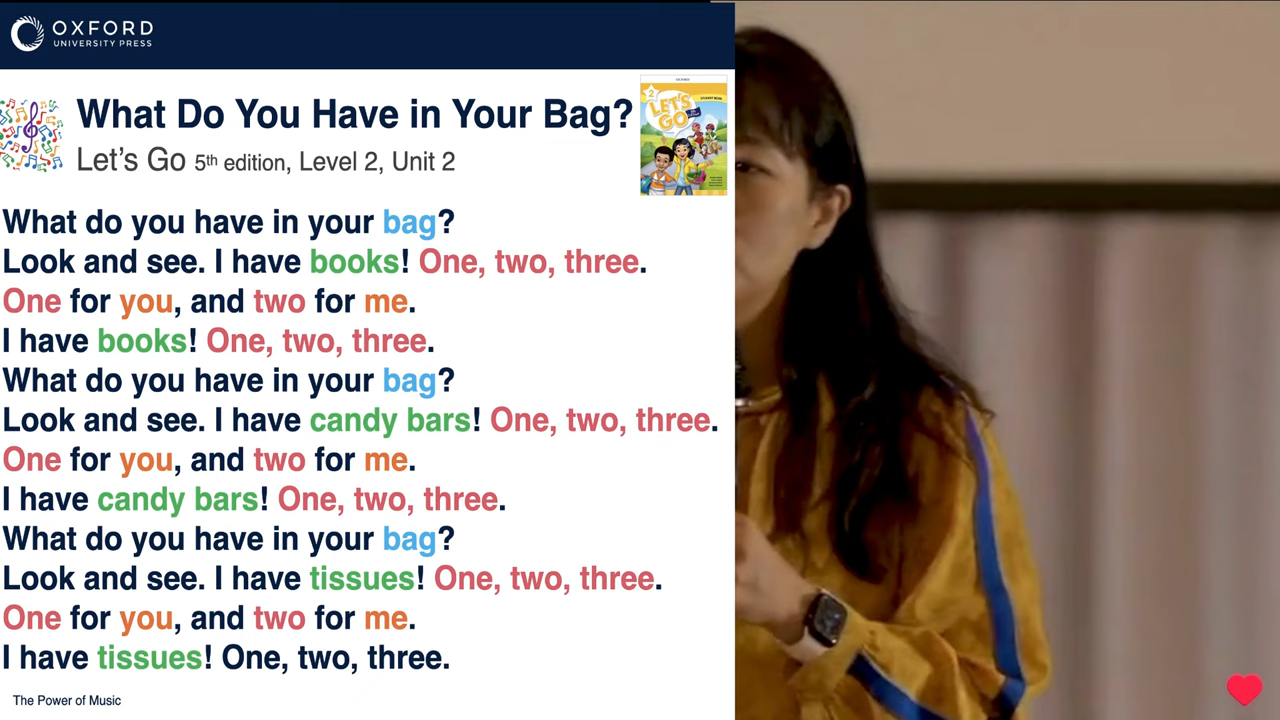 OXFORD
UNIVERSITY PRESS
What Do You Have in Your Bag?
Let's Go 5th edition, Level 2, Unit 2
2
LET'S
GO
STUDENT BOOK
What do you have in your bag?
Look and see. I have books! One, two, three.
One for you, and two for me.
I have books! One, two, three.
What do you have in your bag?
Look and see. I have candy bars! One, two, three.
One for you, and two for me.
I have candy bars! One, two, three.
What do you have in your bag?
Look and see. I have tissues! One, two, three.
One for you, and two for me.
I have tissues! One, two, three.
The Power of Music